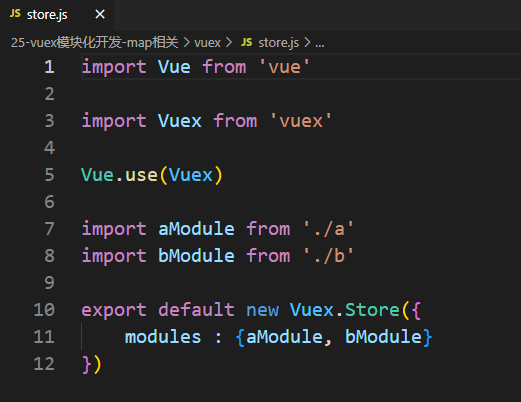 JS store.js ×
25-vuex模块化开发-map相关 > vuex > JS store.js > ...
1 import Vue from 'vue'
2
3 import Vuex from 'vuex'
4
5 Vue.use(Vuex)
6
7 import aModule from './a'
8 import bModule from './b'
9
10 export default new Vuex.Store({
11     modules : {aModule, bModule}
12 })